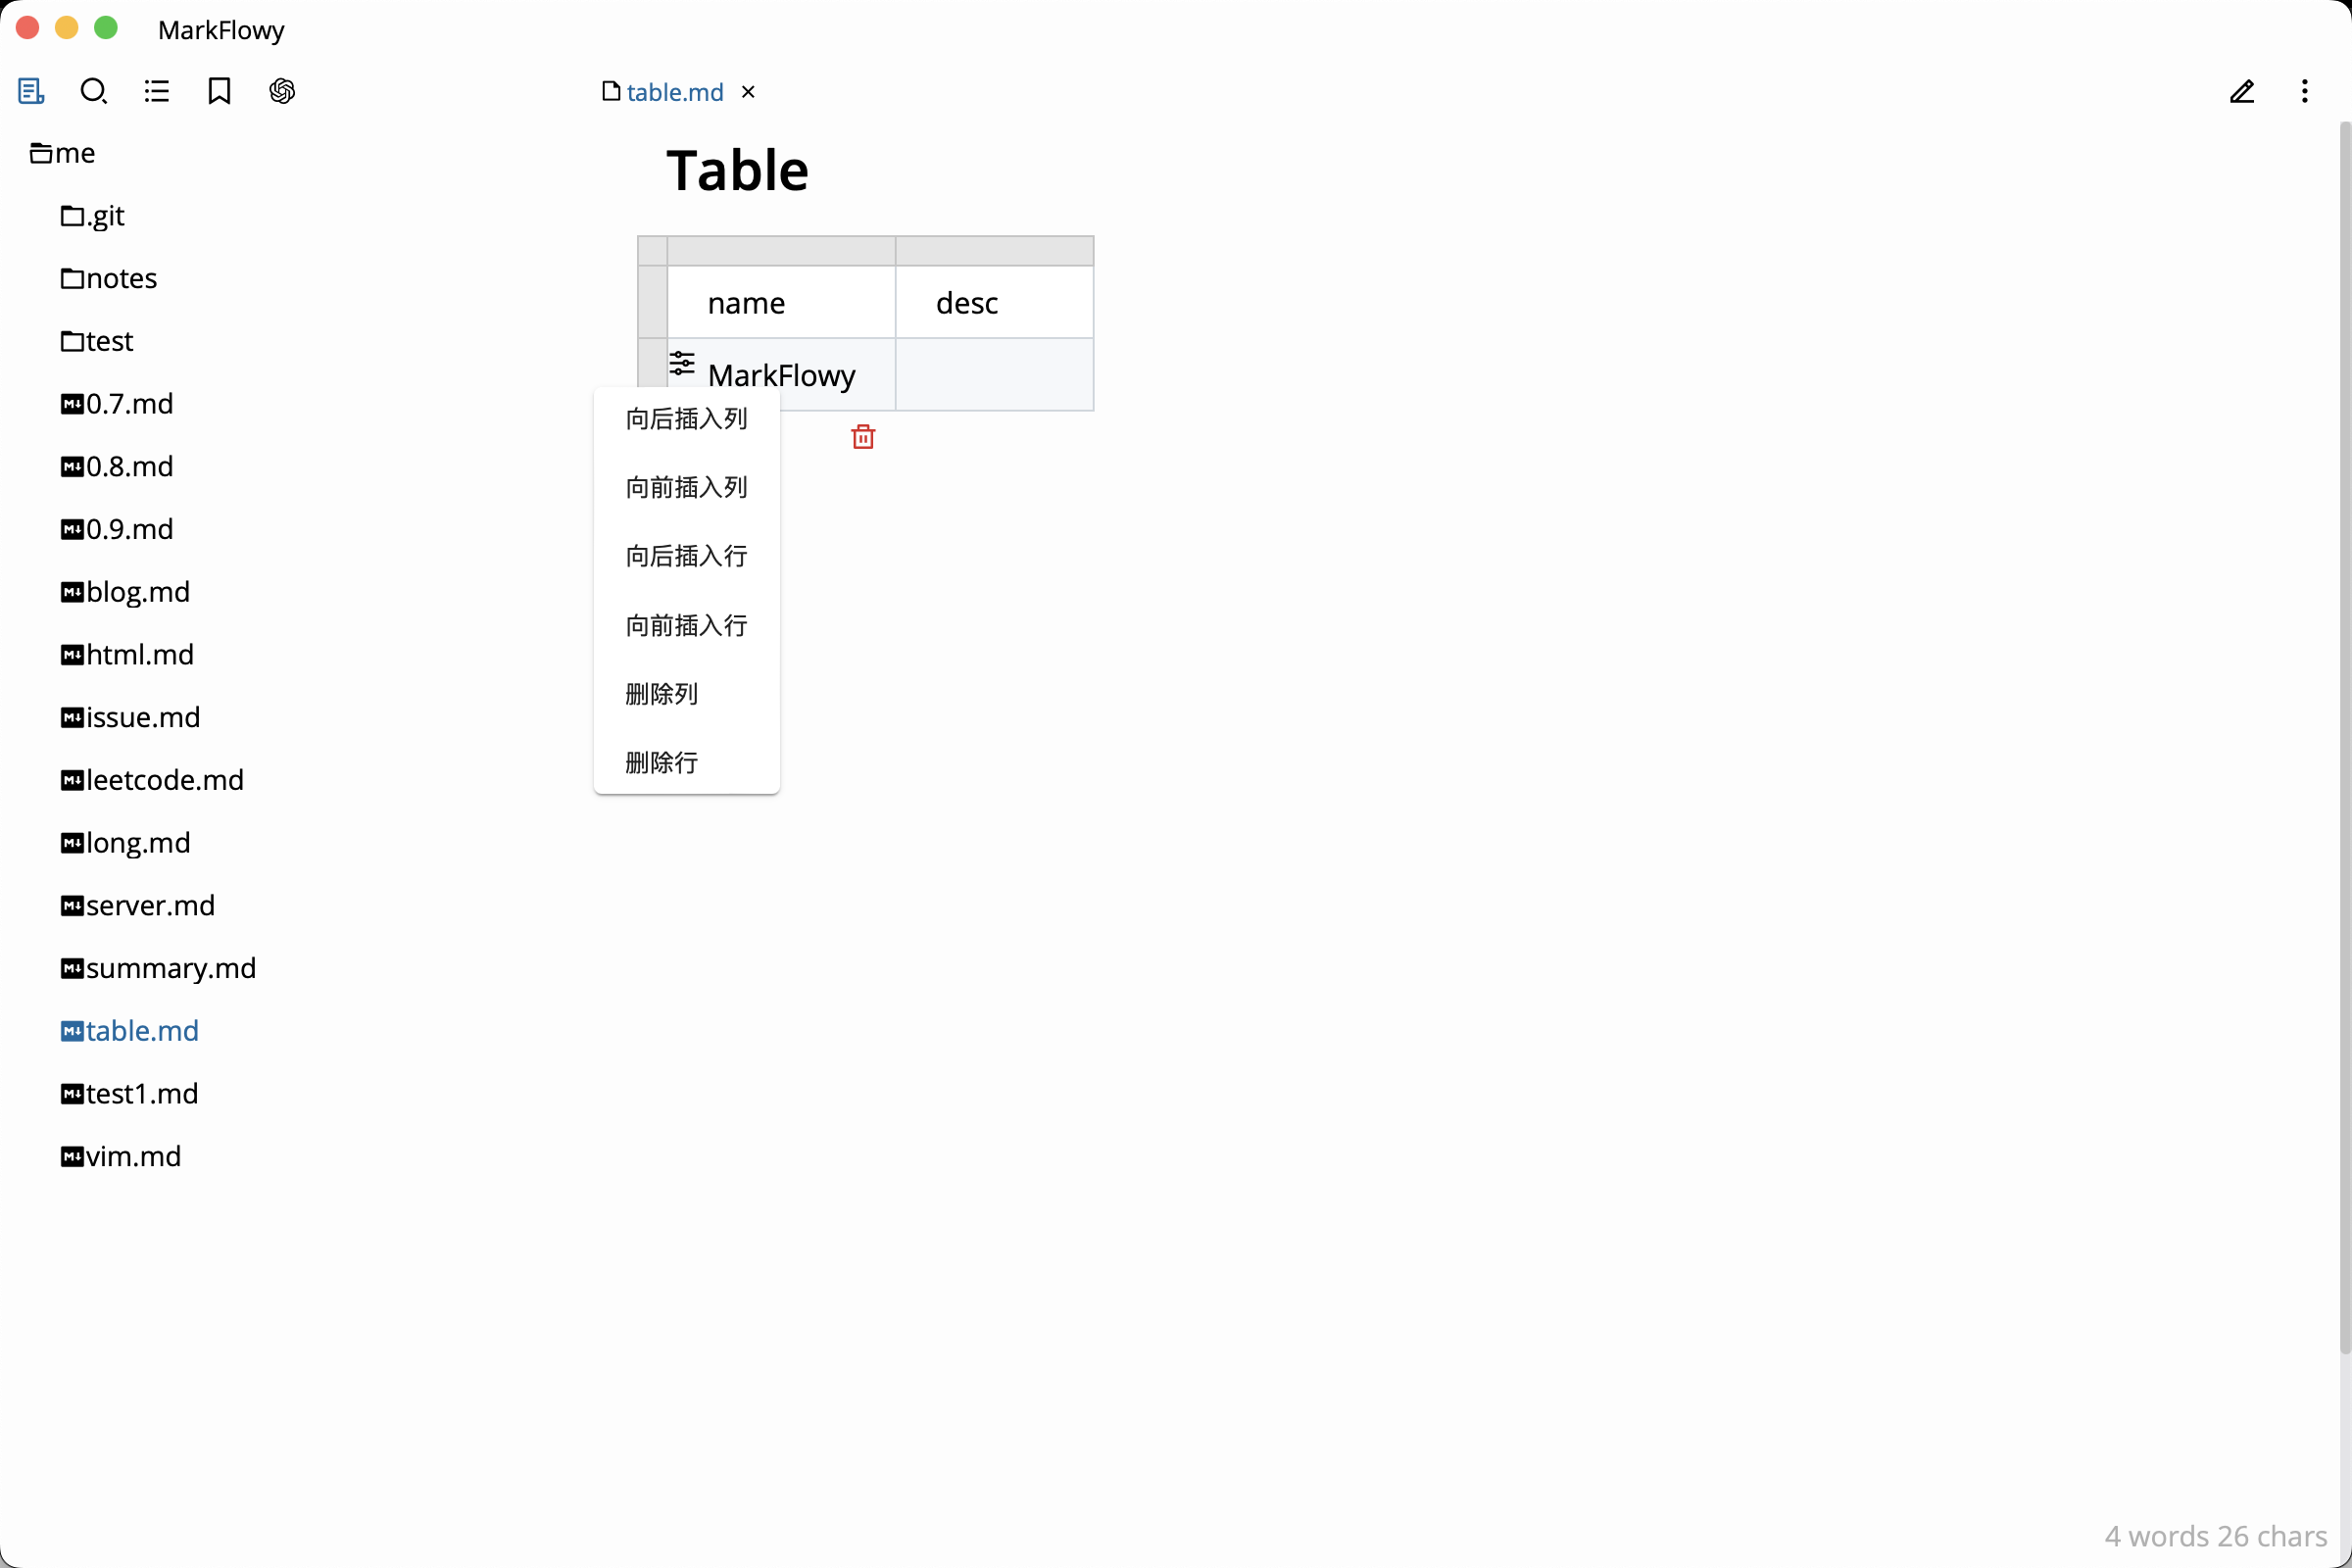 MarkFlowy
table.md
me
.git
notes
test
0.7.md
0.8.md
0.9.md
blog.md
html.md
issue.md
leetcode.md
long.md
server.md
summary.md
table.md
test1.md
vim.md
Table
name desc
MarkFlowy
向后插入列
向前插入列
向后插入行
向前插入行
删除列
删除行
4 words 26 chars